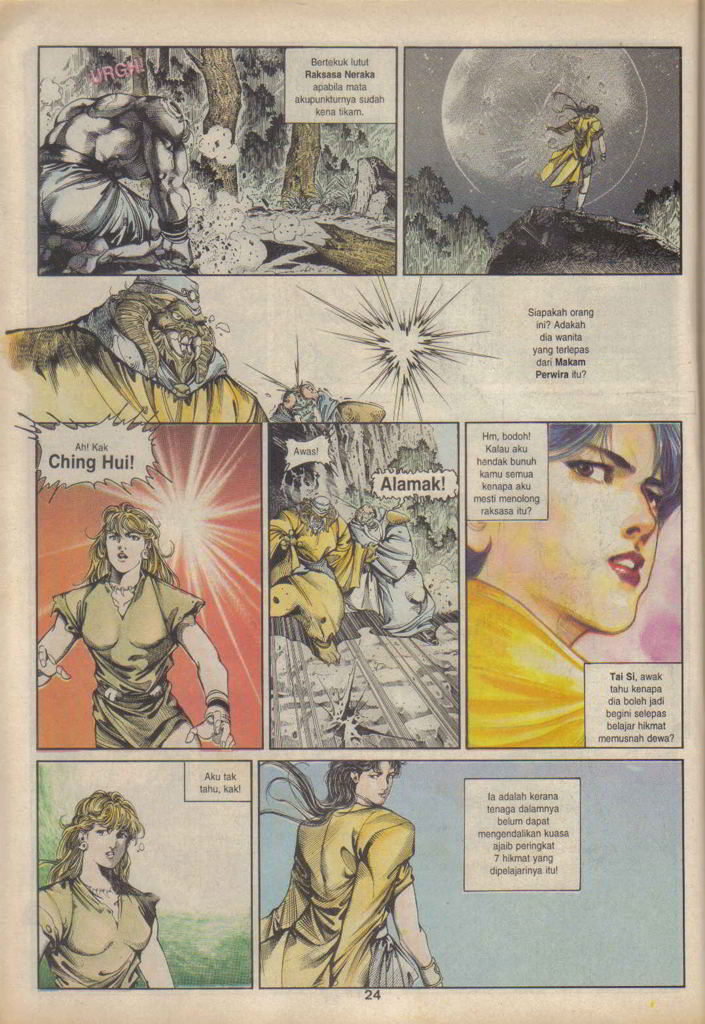 URGH!
Bertekuk lutut
Raksasa Neraka
apabila mata
akupunkturnya sudah
kena tikam.
Siapakah orang
ini? Adakah
dia wanita
yang terlepas
dari Makam
Perwira itu?
Ah! Kak
Ching Hui!
Awas!
Alamak!
Hm, bodoh!
Kalau aku
hendak bunuh
kamu semua
kenapa aku
mesti menolong
raksasa itu?
Tai Si, awak
tahu kenapa
dia boleh jadi
begini selepas
belajar hikmat
memusnah dewa?
Aku tak
tahu, kak!
Ia adalah kerana
tenaga dalamnya
belum dapat
mengendalikan kuasa
ajaib peringkat
7 hikmat yang
dipelajarinya itu!
24